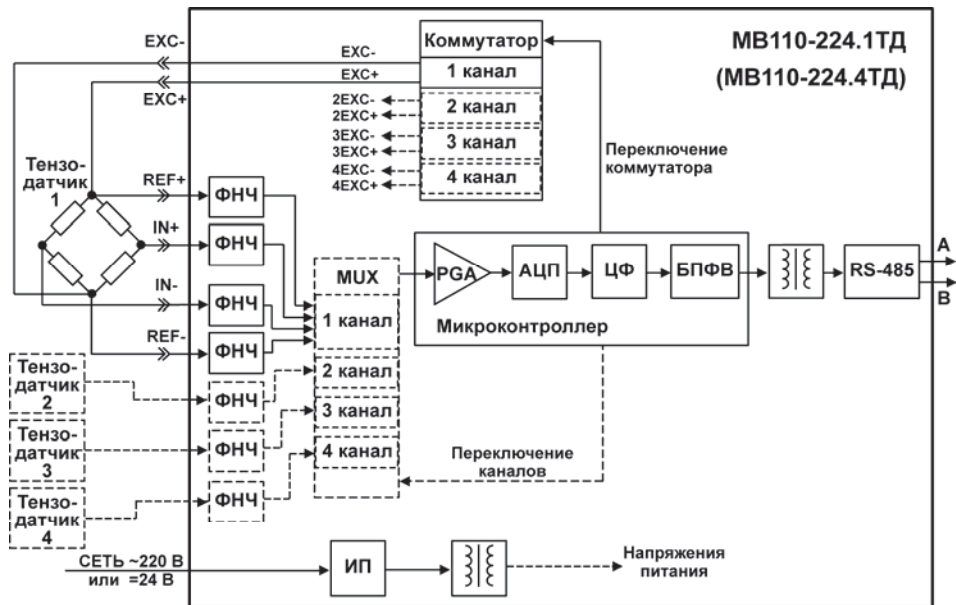 МВ110-224.1ТД
(МВ110-224.4ТД)
EXC-
EXC+
EXC-
EXC+
Коммутатор
1 канал
2 канал
3 канал
4 канал
2EXC-
2EXC+
3EXC-
3EXC+
4EXC-
4EXC+
Переключение
коммутатора
Тензо-
датчик
1
REF+
IN+
IN-
REF-
ФНЧ
ФНЧ
ФНЧ
ФНЧ
ФНЧ
ФНЧ
ФНЧ
MUX
1 канал
2 канал
3 канал
4 канал
PGA
АЦП
ЦФ
БПФВ
Микроконтроллер
RS-485
A
B
Тензо-
датчик
2
Тензо-
датчик
3
Тензо-
датчик
4
Переключение
каналов
СЕТЬ ~220 В
или =24 В
ИП
Напряжения
питания